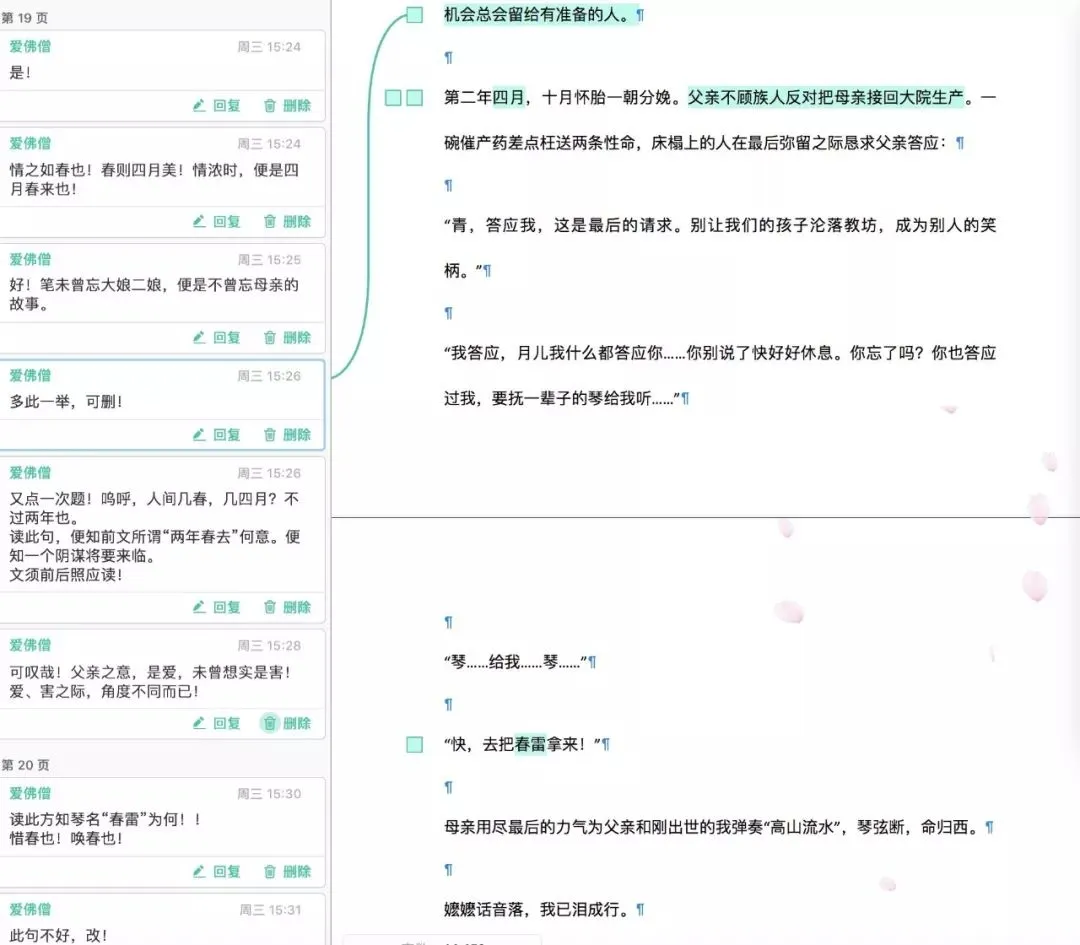 第 19 页
爱佛僧 周三 15:24
是！
回复 删除
爱佛僧 周三 15:24
情之如春也！春则四月美！情浓时，便是四
月春来也！
回复 删除
爱佛僧 周三 15:25
好！笔未曾忘大娘二娘，便是不曾忘母亲的
故事。
回复 删除
爱佛僧 周三 15:26
多此一举，可删！
回复 删除
爱佛僧 周三 15:26
又点一次题！呜呼，人间几春，几四月？不
过两年也。
读此句，便知前文所谓“两年春去”何意。便
知一个阴谋将要来临。
文须前后照应读！
回复 删除
爱佛僧 周三 15:28
可叹哉！父亲之意，是爱，未曾想实是害！
爱、害之际，角度不同而已！
回复 删除
第 20 页
爱佛僧 周三 15:30
读此方知琴名“春雷”为何！！
惜春也！唤春也！
回复 删除
爱佛僧 周三 15:31
此句不好，改！
机会总会留给有准备的人。¶
¶
第二年四月，十月怀胎一朝分娩。父亲不顾族人反对把母亲接回大院生产。一
碗催产药差点枉送两条性命，床榻上的人在最后弥留之际恳求父亲答应：¶
¶
“青，答应我，这是最后的请求。别让我们的孩子沦落教坊，成为别人的笑
柄。”¶
¶
“我答应，月儿我什么都答应你……你别说了快好好休息。你忘了吗？你也答应
过我，要抚一辈子的琴给我听……”¶
¶
“琴……给我……琴……”¶
¶
“快，去把春雷拿来！”¶
¶
母亲用尽最后的力气为父亲和刚出世的我弹奏“高山流水”，琴弦断，命归西。¶
¶
嬷嬷话音落，我已泪成行。¶